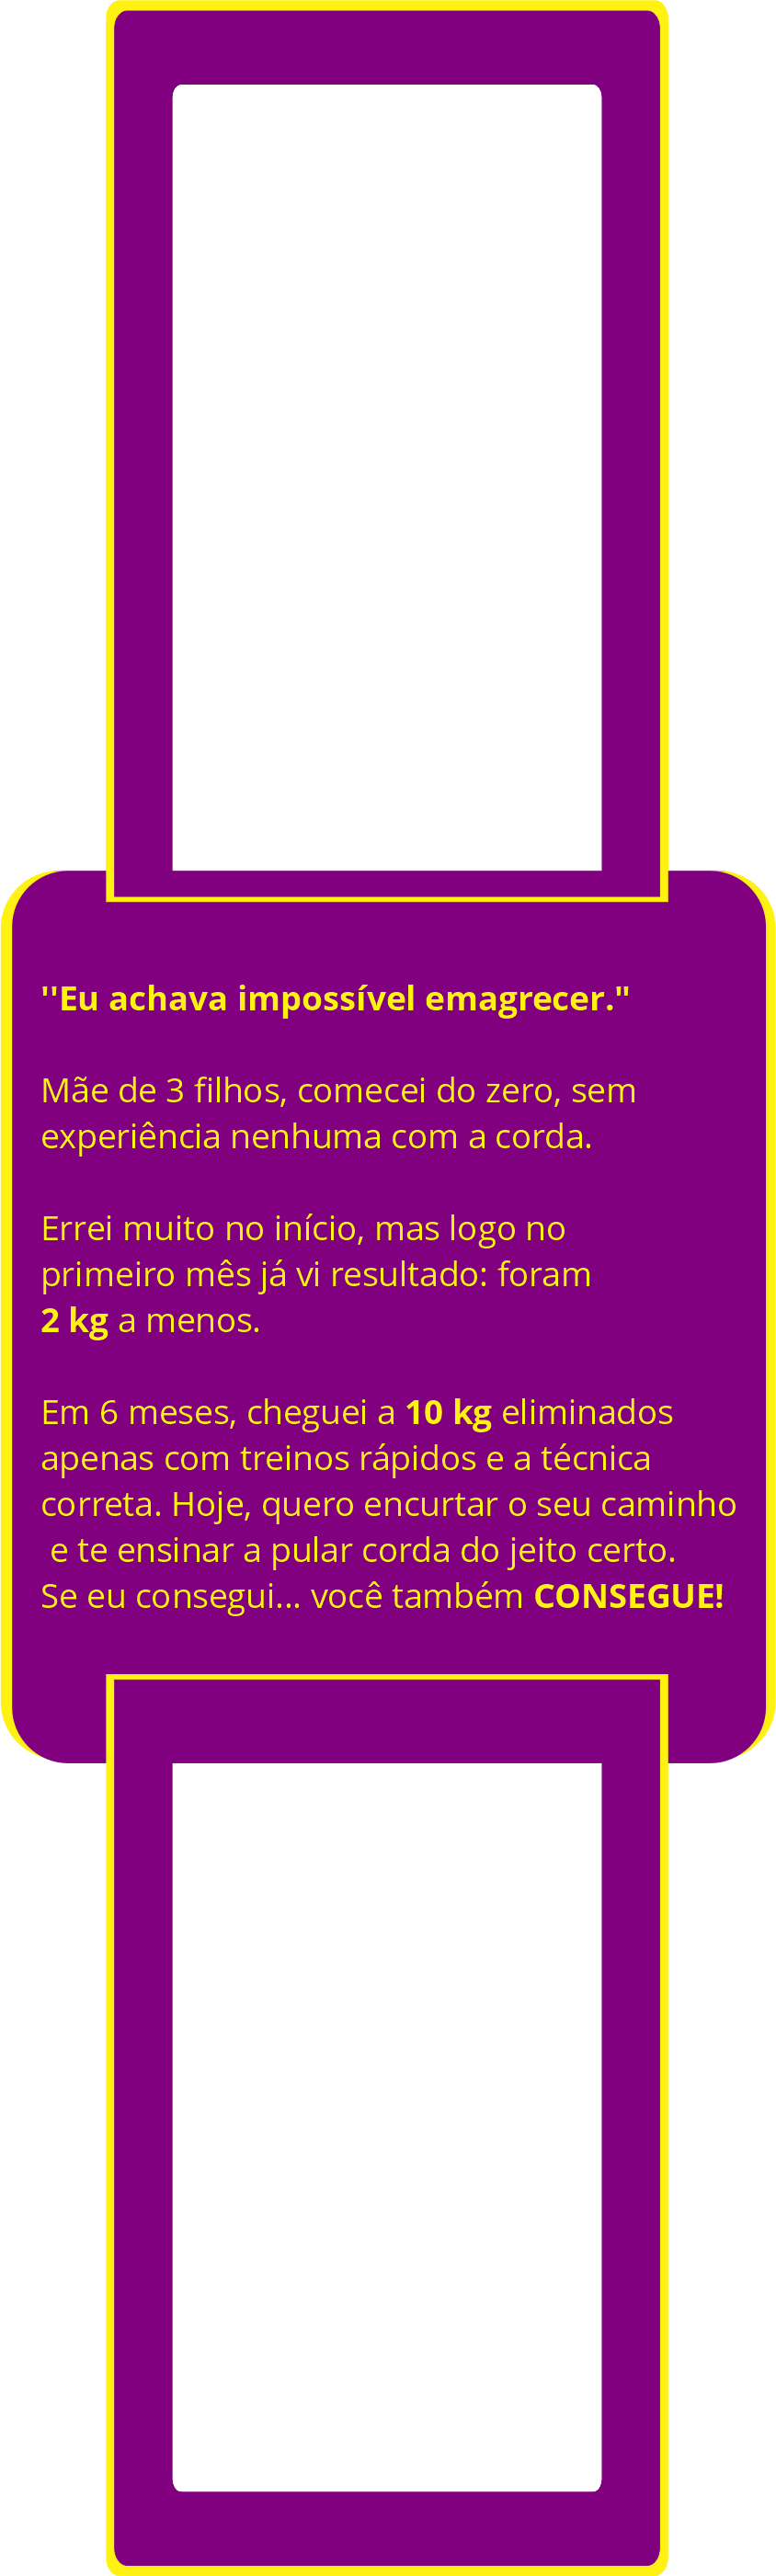 ''Eu achava impossível emagrecer."
Mãe de 3 filhos, comecei do zero, sem
experiência nenhuma com a corda.
Errei muito no início, mas logo no
primeiro mês já vi resultado: foram
2 kg a menos.
Em 6 meses, cheguei a 10 kg eliminados
apenas com treinos rápidos e a técnica
correta. Hoje, quero encurtar o seu caminho
e te ensinar a pular corda do jeito certo.
Se eu consegui... você também CONSEGUE!